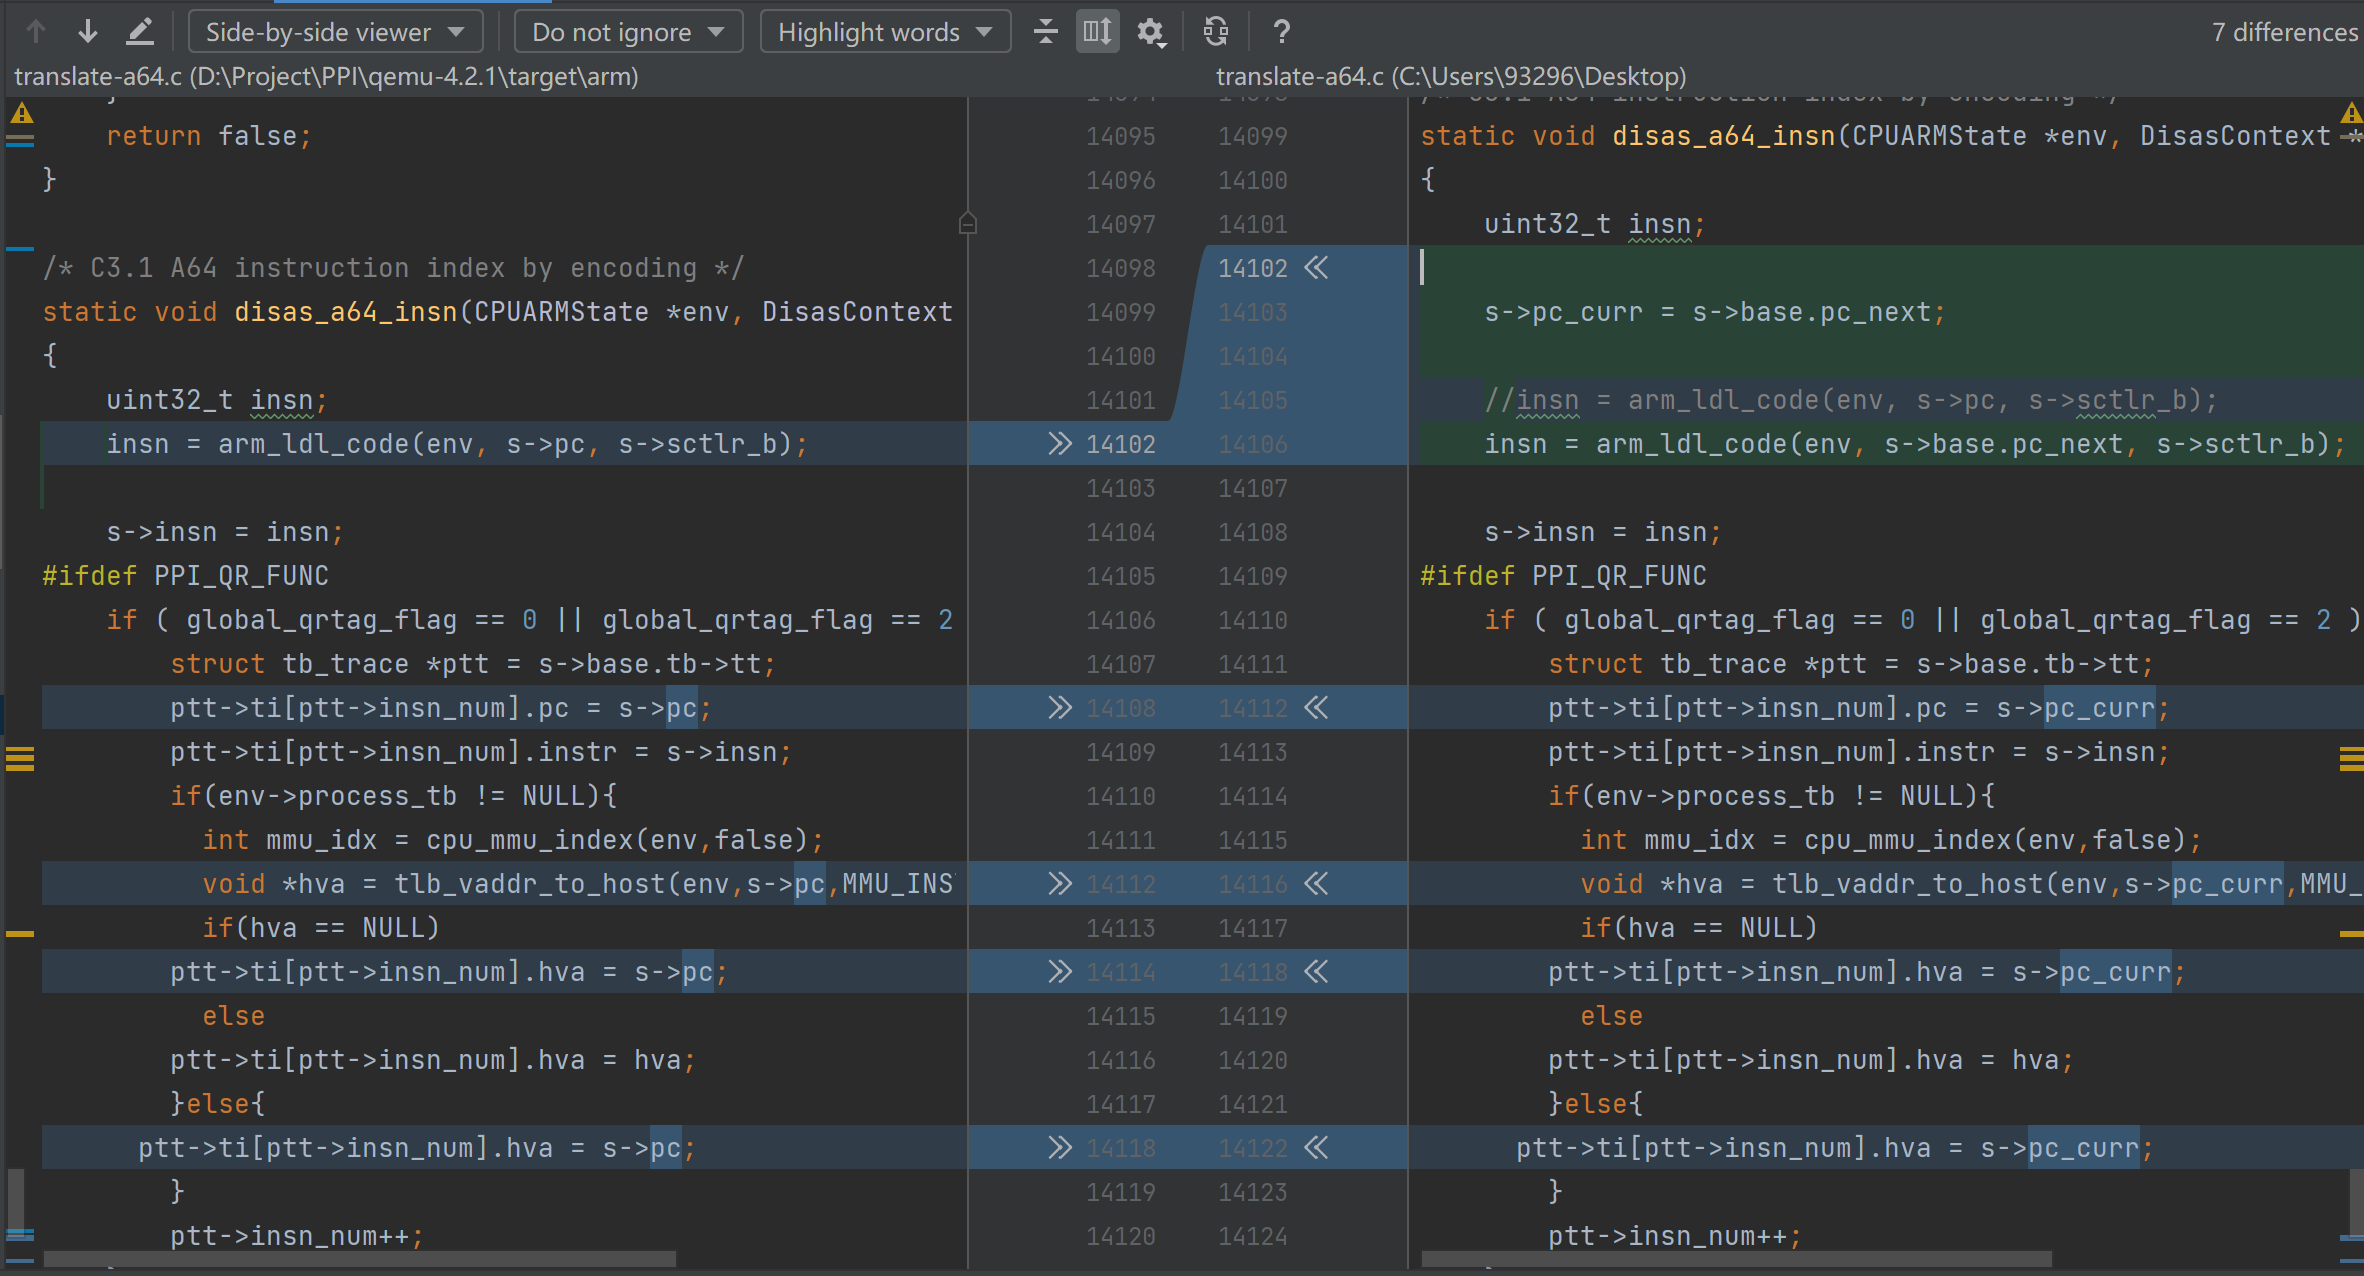 Side-by-side viewer Do not ignore Highlight words ? 7 differences
translate-a64.c (D:\Project\PPI\qemu-4.2.1\target\arm)
}
return false;
}
/* C3.1 A64 instruction index by encoding */
static void disas_a64_insn(CPUARMState *env, DisasContext
{
uint32_t insn;
insn = arm_ldl_code(env, s->pc, s->sctlr_b);
s->insn = insn;
#ifdef PPI_QR_FUNC
if ( global_qrtag_flag == 0 || global_qrtag_flag == 2
struct tb_trace *ptt = s->base.tb->tt;
ptt->ti[ptt->insn_num].pc = s->pc;
ptt->ti[ptt->insn_num].instr = s->insn;
if(env->process_tb != NULL){
int mmu_idx = cpu_mmu_index(env,false);
void *hva = tlb_vaddr_to_host(env,s->pc,MMU_INS
if(hva == NULL)
ptt->ti[ptt->insn_num].hva = s->pc;
else
ptt->ti[ptt->insn_num].hva = hva;
}else{
ptt->ti[ptt->insn_num].hva = s->pc;
}
ptt->insn_num++;
14094 14098
14095 14099
14096 14100
14097 14101
14098 14102
14099 14103
14100 14104
14101 14105
14102 14106
14103 14107
14104 14108
14105 14109
14106 14110
14107 14111
14108 14112
14109 14113
14110 14114
14111 14115
14112 14116
14113 14117
14114 14118
14115 14119
14116 14120
14117 14121
14118 14122
14119 14123
14120 14124
translate-a64.c (C:\Users\93296\Desktop)
/* C3.1 A64 instruction index by encoding */
static void disas_a64_insn(CPUARMState *env, DisasContext *
{
uint32_t insn;
s->pc_curr = s->base.pc_next;
//insn = arm_ldl_code(env, s->pc, s->sctlr_b);
insn = arm_ldl_code(env, s->base.pc_next, s->sctlr_b);
s->insn = insn;
#ifdef PPI_QR_FUNC
if ( global_qrtag_flag == 0 || global_qrtag_flag == 2 )
struct tb_trace *ptt = s->base.tb->tt;
ptt->ti[ptt->insn_num].pc = s->pc_curr;
ptt->ti[ptt->insn_num].instr = s->insn;
if(env->process_tb != NULL){
int mmu_idx = cpu_mmu_index(env,false);
void *hva = tlb_vaddr_to_host(env,s->pc_curr,MMU_
if(hva == NULL)
ptt->ti[ptt->insn_num].hva = s->pc_curr;
else
ptt->ti[ptt->insn_num].hva = hva;
}else{
ptt->ti[ptt->insn_num].hva = s->pc_curr;
}
ptt->insn_num++;